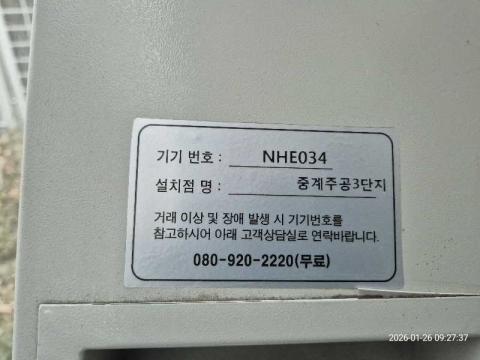 기기 번호 : NHE034
설치점 명 : 중계주공3단지
거래 이상 및 장애 발생 시 기기번호를
참고하시어 아래 고객상담실로 연락바랍니다.
080-920-2220(무료)
2026-01-26 09:27:37